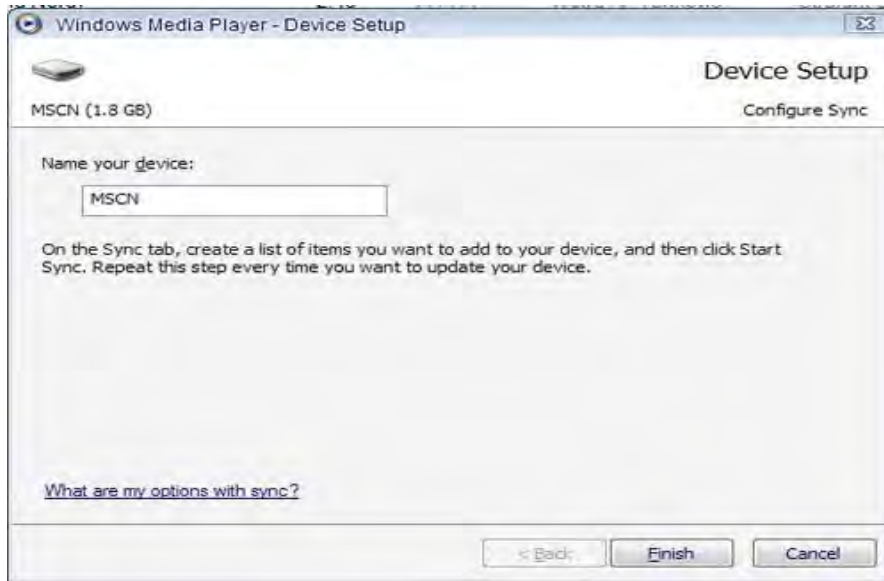 Windows Media Player - Device Setup
Device Setup
MSCN (1.8 GB)
Configure Sync
Name your device:
MSCN
On the Sync tab, create a list of items you want to add to your device, and then click Start
Sync. Repeat this step every time you want to update your device.
What are my options with sync?
< Back
Finish
Cancel